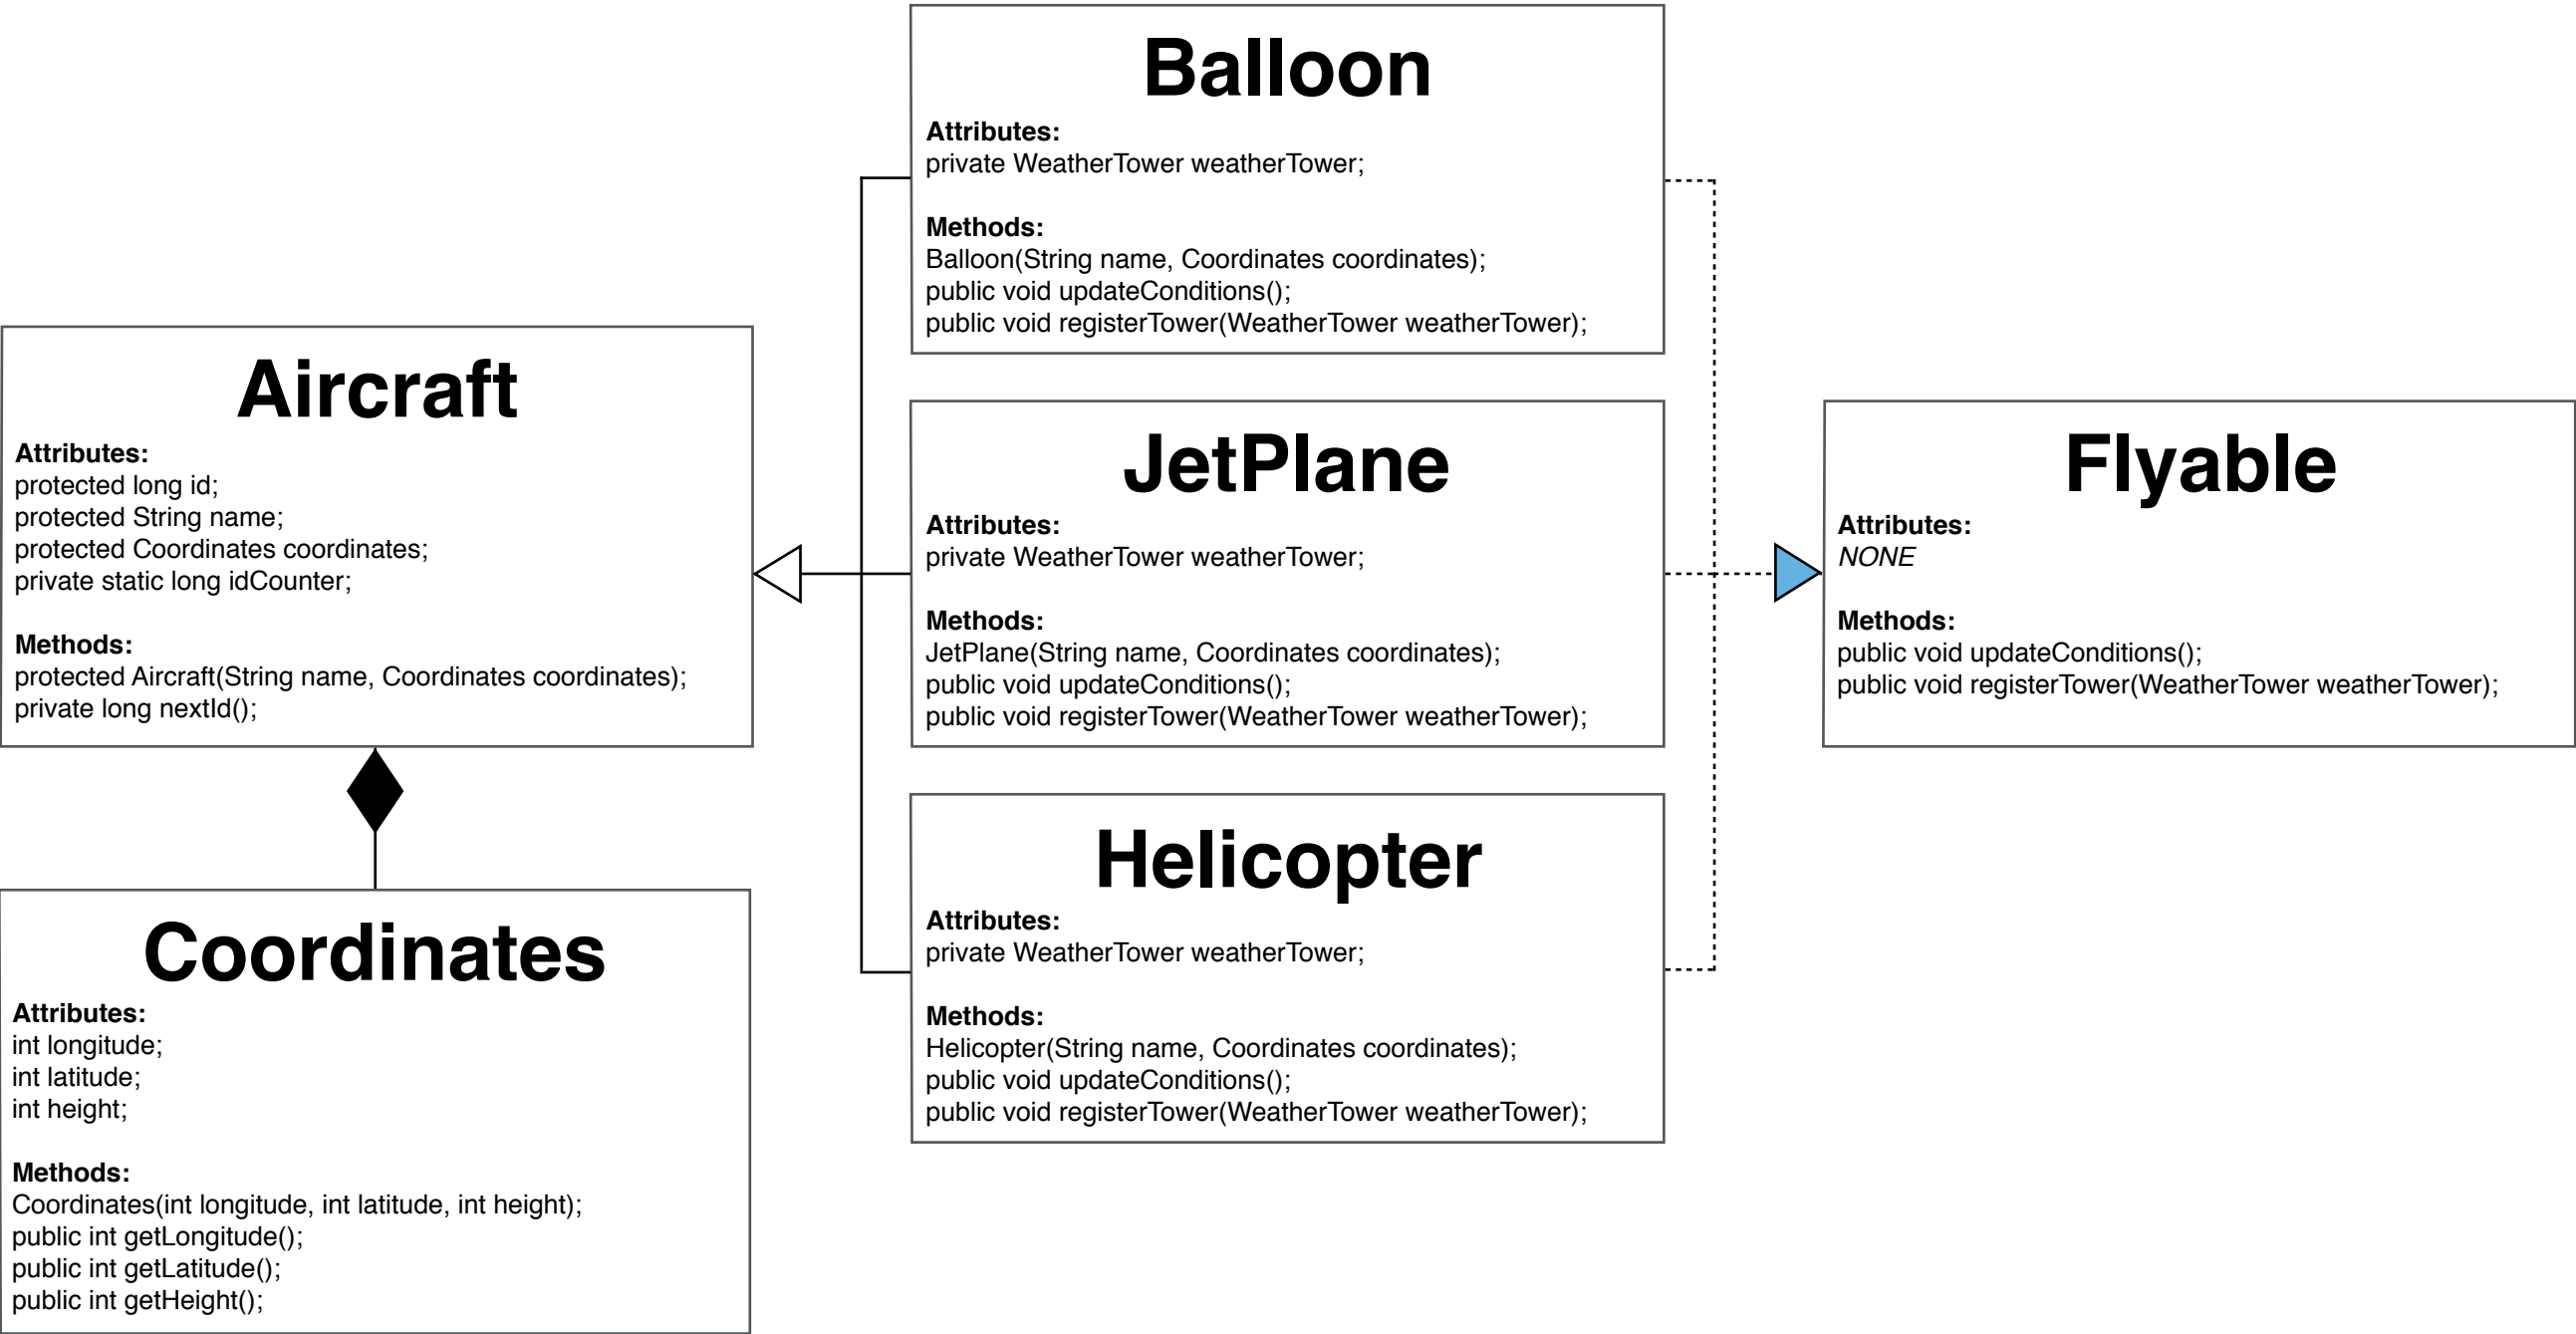 Balloon
Attributes:
private WeatherTower weatherTower;
Methods:
Balloon(String name, Coordinates coordinates);
public void updateConditions();
public void registerTower(WeatherTower weatherTower);
Aircraft
Attributes:
protected long id;
protected String name;
protected Coordinates coordinates;
private static long idCounter;
Methods:
protected Aircraft(String name, Coordinates coordinates);
private long nextId();
JetPlane
Attributes:
private WeatherTower weatherTower;
Methods:
JetPlane(String name, Coordinates coordinates);
public void updateConditions();
public void registerTower(WeatherTower weatherTower);
Flyable
Attributes:
NONE
Methods:
public void updateConditions();
public void registerTower(WeatherTower weatherTower);
Helicopter
Attributes:
private WeatherTower weatherTower;
Methods:
Helicopter(String name, Coordinates coordinates);
public void updateConditions();
public void registerTower(WeatherTower weatherTower);
Coordinates
Attributes:
int longitude;
int latitude;
int height;
Methods:
Coordinates(int longitude, int latitude, int height);
public int getLongitude();
public int getLatitude();
public int getHeight();